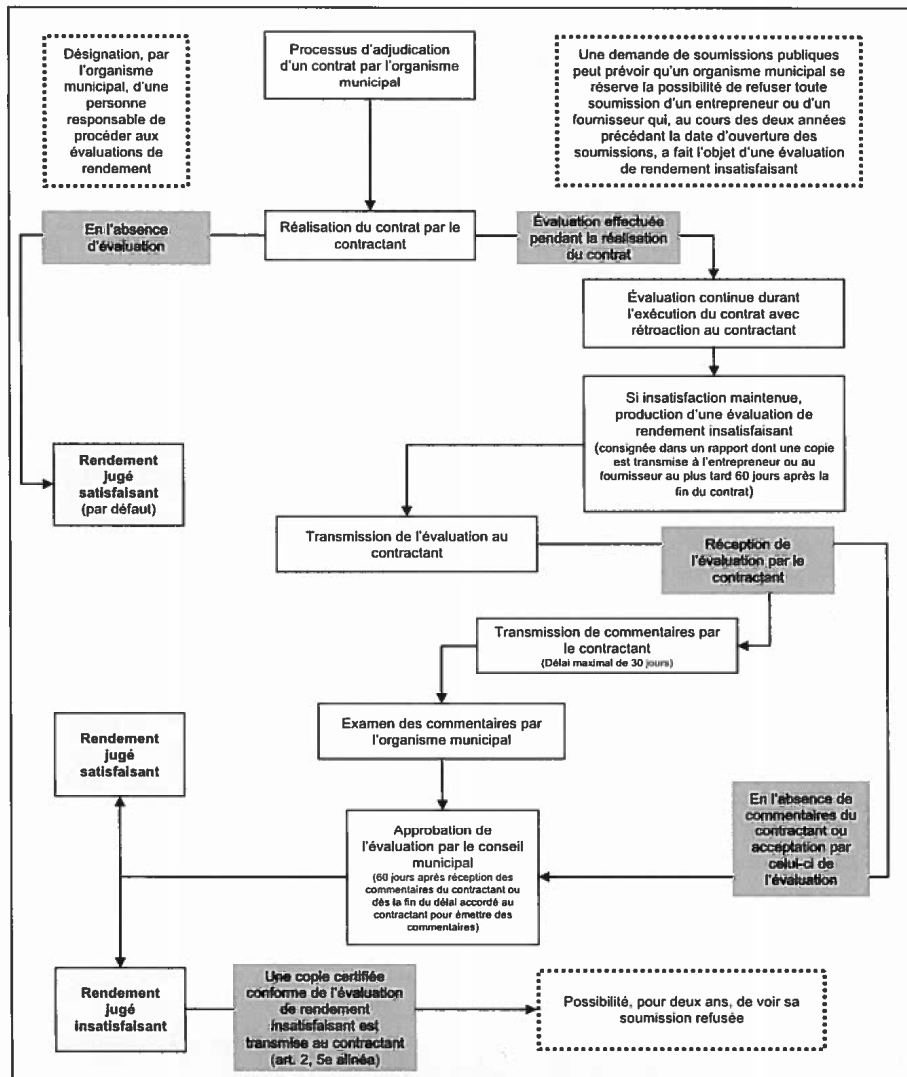 Désignation, par
l'organisme
municipal, d'une
personne
responsable de
procéder aux
évaluations de
rendement
Processus d'adjudication
d'un contrat par l'organisme
municipal
Une demande de soumissions publiques
peut prévoir qu'un organisme municipal se
réserve la possibilité de refuser toute
soumission d'un entrepreneur ou d'un
fournisseur qui, au cours des deux années
précédant la date d'ouverture des
soumissions, a fait l'objet d'une évaluation
de rendement insatisfaisant
En l'absence
d'évaluation
Réalisation du contrat par le
contractant
Évaluation effectuée
pendant la réalisation
du contrat
Évaluation continue durant
l'exécution du contrat avec
rétroaction au contractant
Si insatisfaction maintenue,
production d'une évaluation de
rendement insatisfaisant
(consignée dans un rapport dont une copie
est transmise à l'entrepreneur ou au
fournisseur au plus tard 60 jours après la
fin du contrat)
Rendement
jugé
satisfaisant
(par défaut)
Transmission de l'évaluation au
contractant
Réception de
l'évaluation par le
contractant
Transmission de commentaires par
le contractant
(Délai maximal de 30 jours)
Examen des commentaires par
l'organisme municipal
Rendement
jugé
satisfaisant
En l'absence de
commentaires du
contractant ou
acceptation par
celui-ci de
l'évaluation
Approbation de
l'évaluation par le conseil
municipal
(60 jours après réception des
commentaires du contractant ou
dès la fin du délai accordé au
contractant pour émettre des
commentaires)
Rendement
jugé
insatisfaisant
Une copie certifiée
conforme de l'évaluation
de rendement
insatisfaisant est
transmise au contractant
(art. 2, 5e alinéa)
Possibilité, pour deux ans, de voir sa
soumission refusée